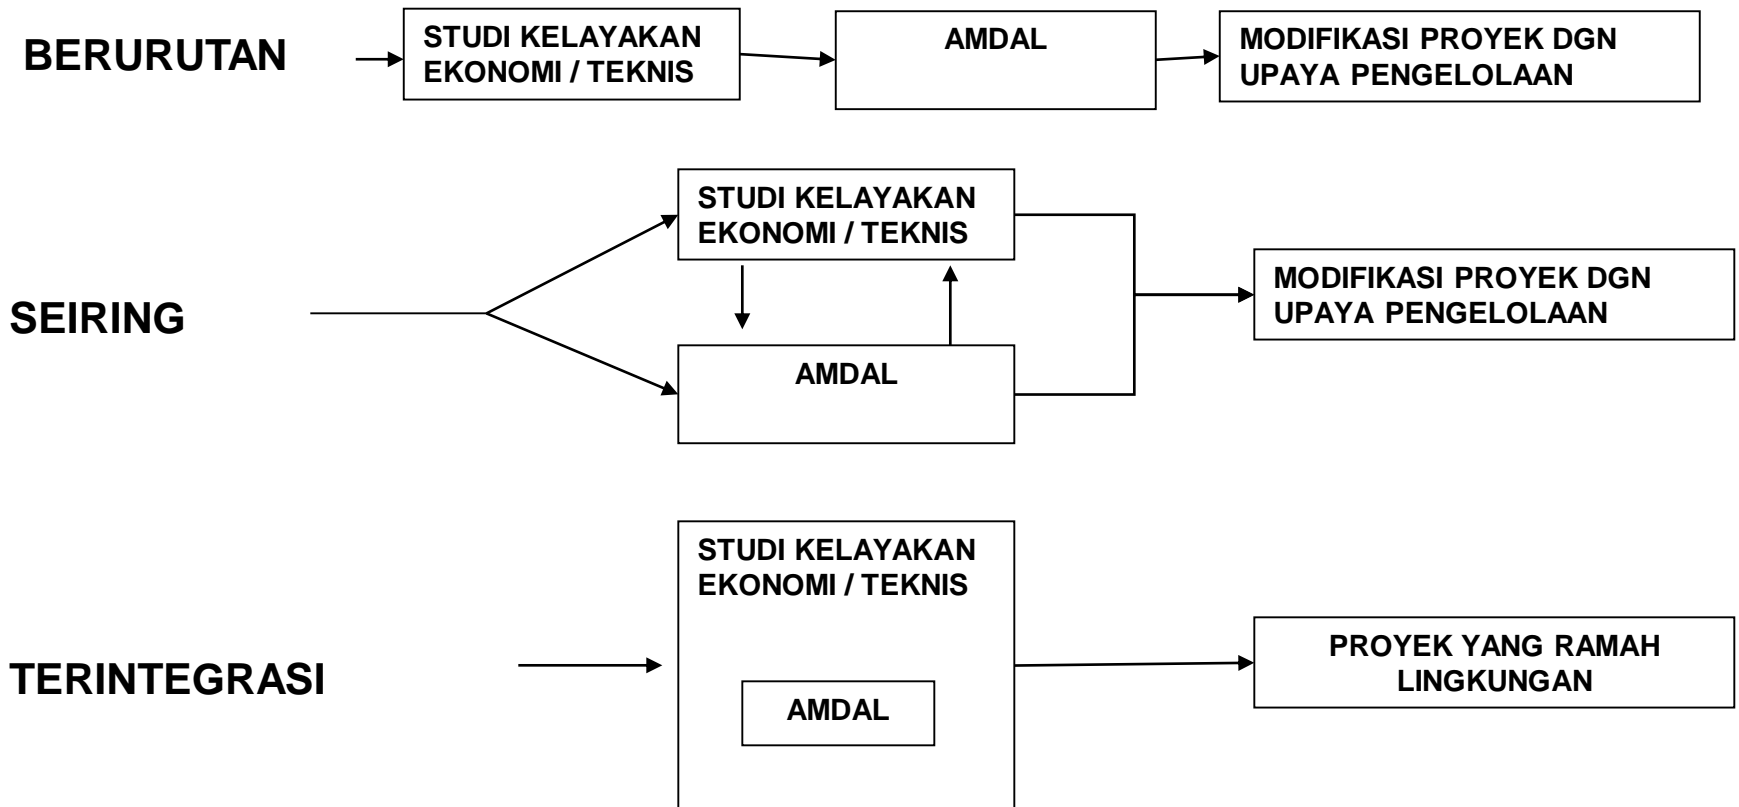 BERURUTAN
STUDI KELAYAKAN
EKONOMI / TEKNIS
AMDAL
MODIFIKASI PROYEK DGN
UPAYA PENGELOLAAN
SEIRING
STUDI KELAYAKAN
EKONOMI / TEKNIS
AMDAL
MODIFIKASI PROYEK DGN
UPAYA PENGELOLAAN
TERINTEGRASI
STUDI KELAYAKAN
EKONOMI / TEKNIS
AMDAL
PROYEK YANG RAMAH
LINGKUNGAN